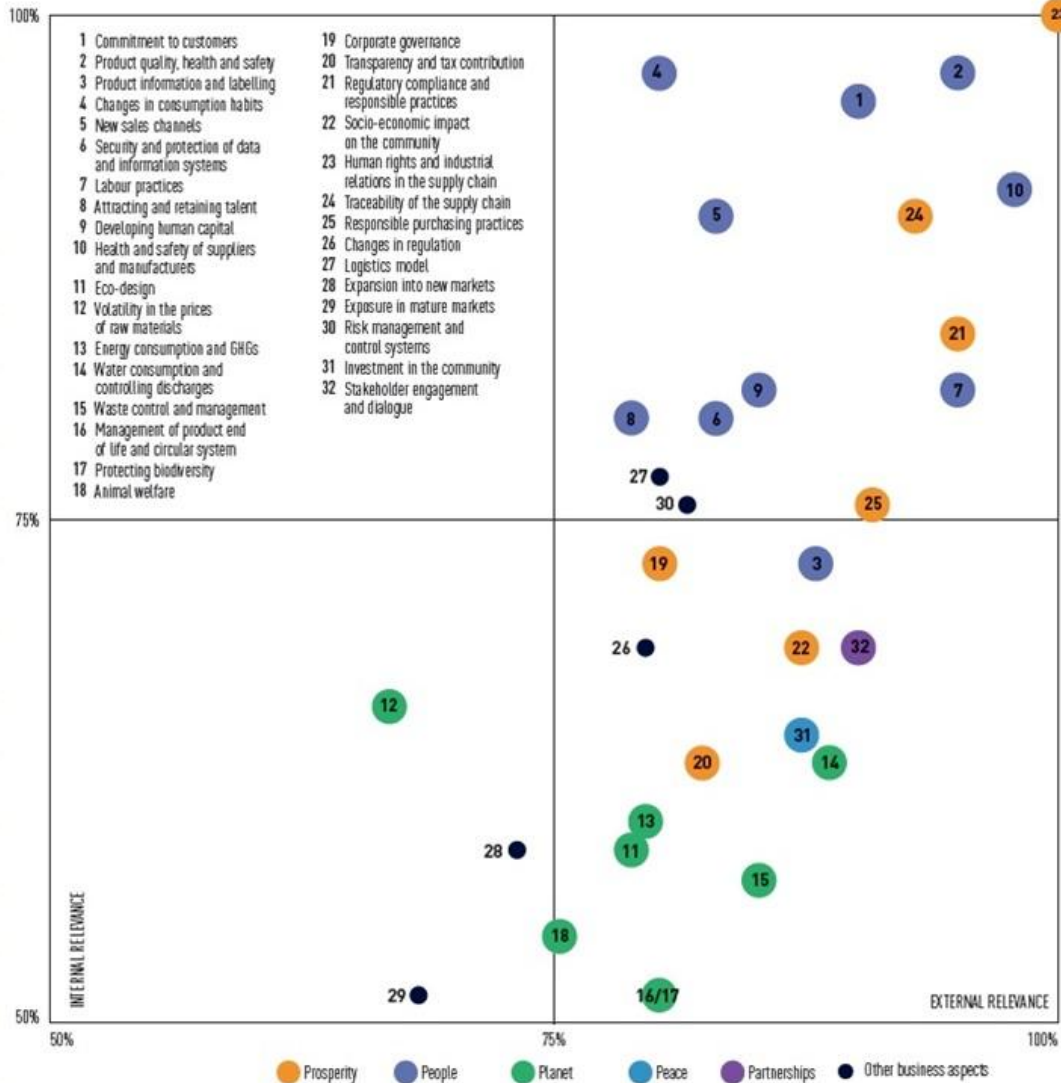 100%
1 Commitment to customers
2 Product quality, health and safety
3 Product information and labelling
4 Changes in consumption habits
5 New sales channels
6 Security and protection of data
and information systems
7 Labour practices
8 Attracting and retaining talent
9 Developing human capital
10 Health and safety of suppliers
and manufacturers
11 Eco-design
12 Volatility in the prices
of raw materials
13 Energy consumption and GHGs
14 Water consumption and
controlling discharges
15 Waste control and management
16 Management of product end
of life and circular system
17 Protecting biodiversity
18 Animal welfare
19 Corporate governance
20 Transparency and tax contribution
21 Regulatory compliance and
responsible practices
22 Socio-economic impact
on the community
23 Human rights and industrial
relations in the supply chain
24 Traceability of the supply chain
25 Responsible purchasing practices
26 Changes in regulation
27 Logistics model
28 Expansion into new markets
29 Exposure in mature markets
30 Risk management and
control systems
31 Investment in the community
32 Stakeholder engagement
and dialogue
4
2
1
10
5
24
21
9
7
8
6
27
30
25
75%
19
3
26
22
32
12
31
20
14
13
28
11
15
18
29
16/17
INTERNAL RELEVANCE
EXTERNAL RELEVANCE
50%
50%
75%
100%
Prosperity
People
Planet
Peace
Partnerships
Other business aspects